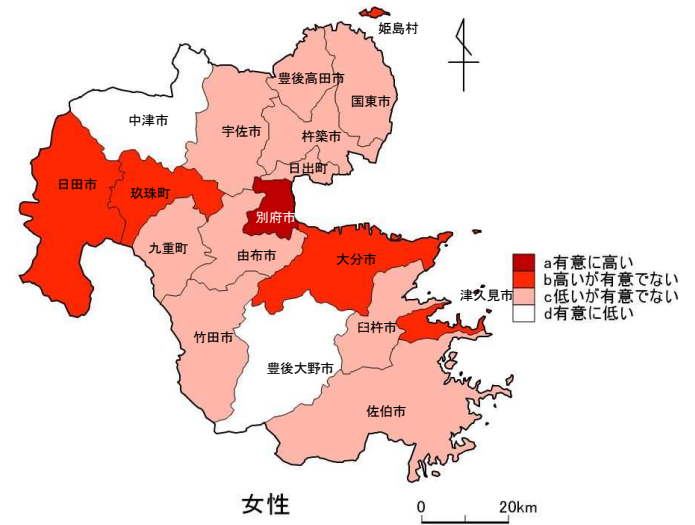 姫島村
豊後高田市
国東市
中津市
宇佐市
杵築市
日出町
日田市
玖珠町
別府市
九重町
由布市
大分市
a有意に高い
b高いが有意でない
c低いが有意でない
d有意に低い
津久見市
臼杵市
竹田市
豊後大野市
佐伯市
女性
0 20km